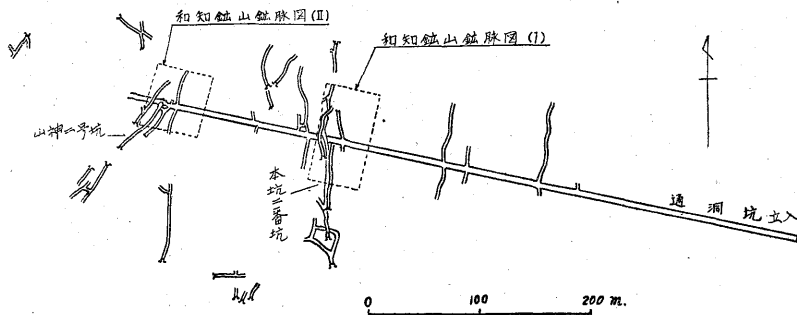 和知鉱山鉱脈図(II)
和知鉱山鉱脈図(I)
山神二号坑
本坑二番坑
通洞坑立入
0 100 200 m.